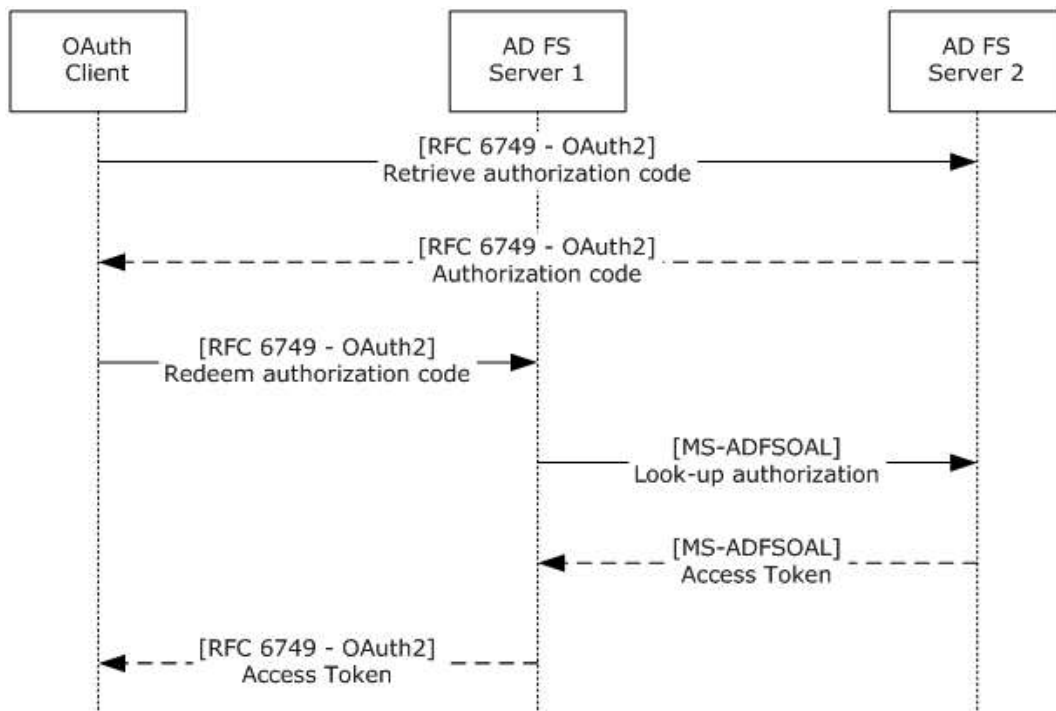 OAuth
Client
AD FS
Server 1
AD FS
Server 2
[RFC 6749 - OAuth2]
Retrieve authorization code
[RFC 6749 - OAuth2]
Authorization code
[RFC 6749 - OAuth2]
Redeem authorization code
[MS-ADFSOAL]
Look-up authorization
[MS-ADFSOAL]
Access Token
[RFC 6749 - OAuth2]
Access Token